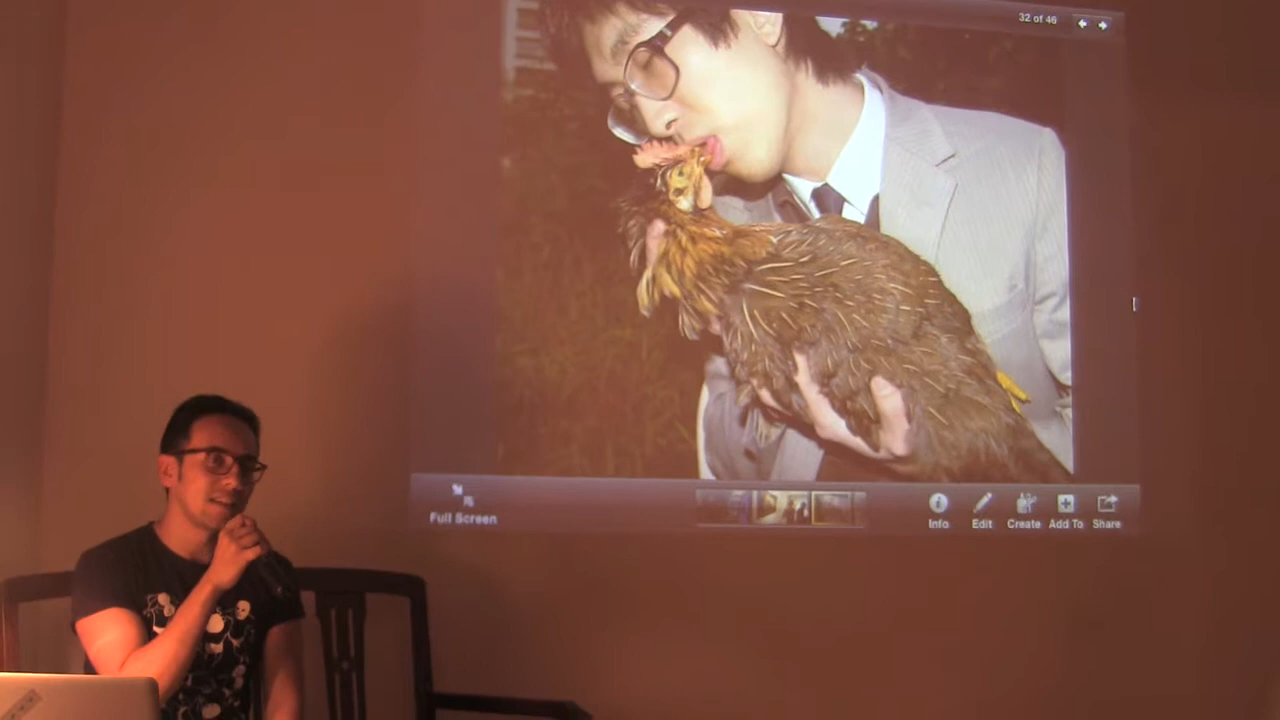 32 of 46
Full Screen
Info
Edit
Create
Add To
Share